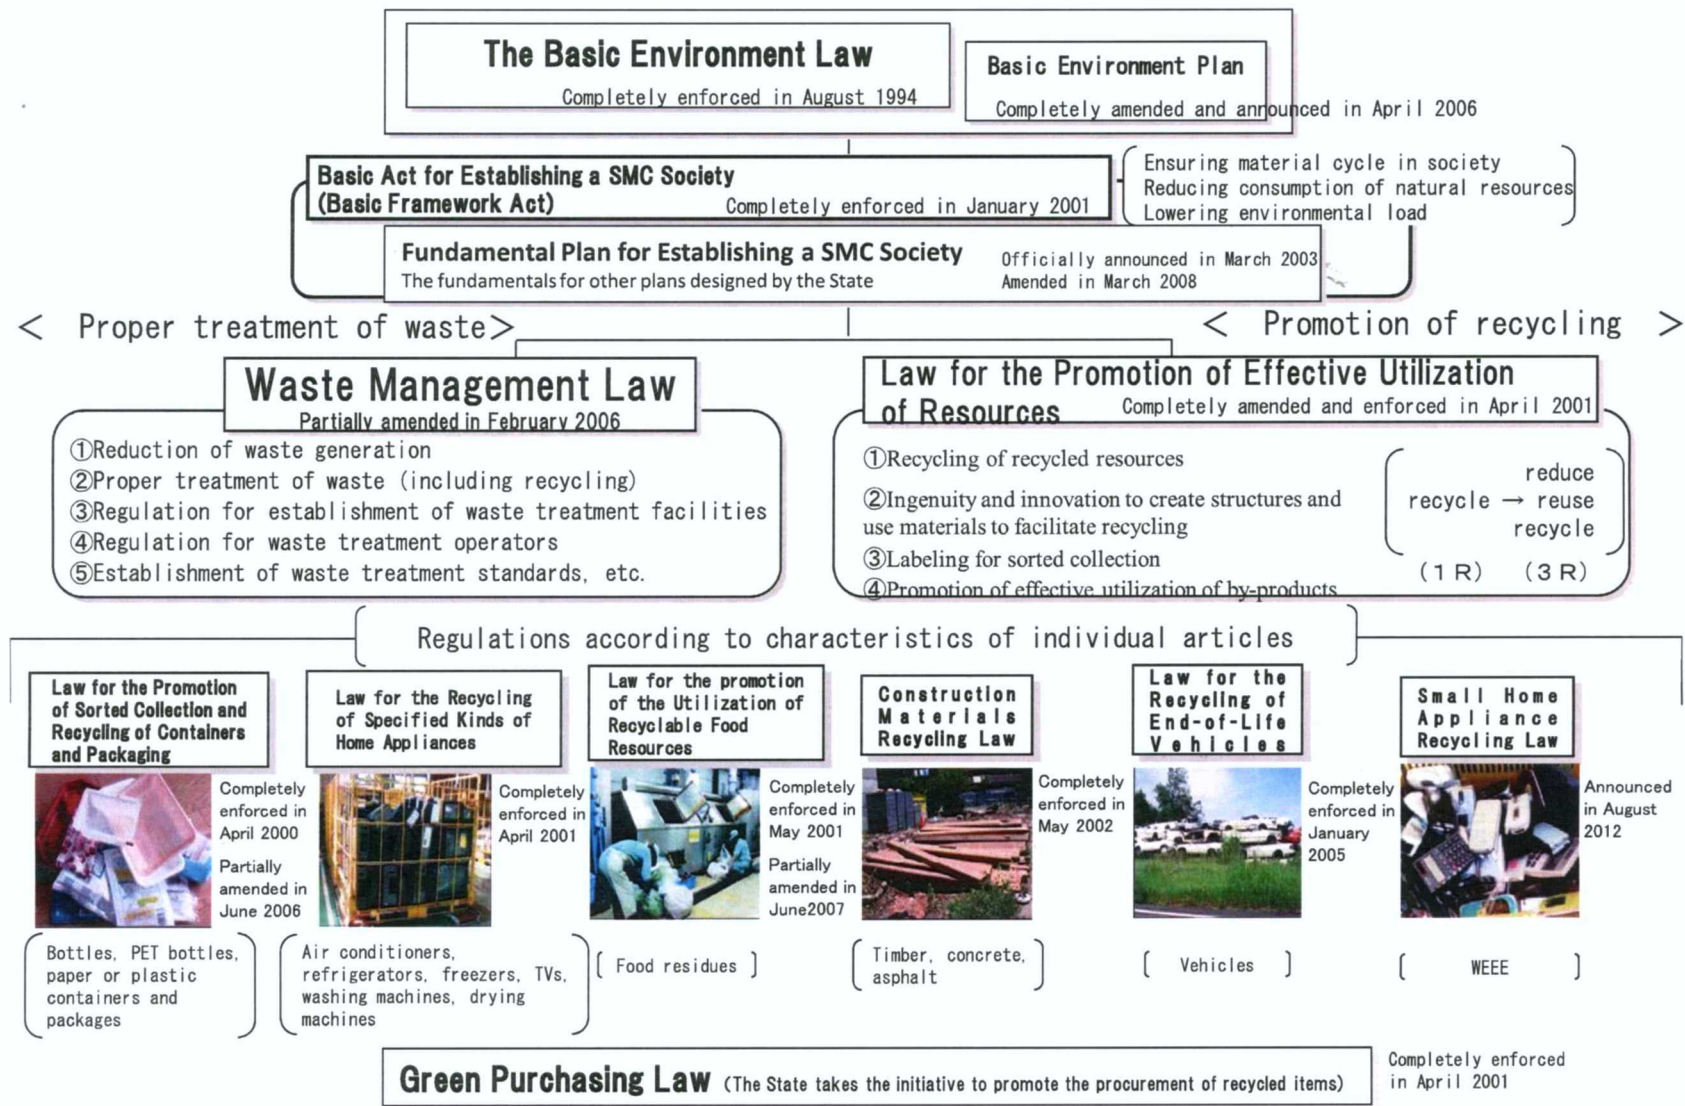 The Basic Environment Law
Completely enforced in August 1994
Basic Environment Plan
Completely amended and announced in April 2006
Basic Act for Establishing a SMC Society
(Basic Framework Act)
Completely enforced in January 2001
Ensuring material cycle in society
Reducing consumption of natural resources
Lowering environmental load
Fundamental Plan for Establishing a SMC Society
The fundamentals for other plans designed by the State
Officially announced in March 2003
Amended in March 2008
< Proper treatment of waste>
< Promotion of recycling >
Waste Management Law
Partially amended in February 2006
①Reduction of waste generation
②Proper treatment of waste (including recycling)
③Regulation for establishment of waste treatment facilities
④Regulation for waste treatment operators
⑤Establishment of waste treatment standards, etc.
Law for the Promotion of Effective Utilization
of Resources
Completely amended and enforced in April 2001
①Recycling of recycled resources
②Ingenuity and innovation to create structures and
use materials to facilitate recycling
③Labeling for sorted collection
④Promotion of effective utilization of by-products
reduce
recycle → reuse
recycle
(1R) (3R)
Regulations according to characteristics of individual articles
Law for the Promotion
of Sorted Collection and
Recycling of Containers
and Packaging
Completely
enforced in
April 2000
Partially
amended in
June 2006
Bottles, PET bottles,
paper or plastic
containers and
packages
Law for the Recycling
of Specified Kinds of
Home Appliances
Completely
enforced in
April 2001
Air conditioners,
refrigerators, freezers, TVs,
washing machines, drying
machines
Law for the promotion
of the Utilization of
Recyclable Food
Resources
Completely
enforced in
May 2001
Partially
amended in
June2007
[ Food residues ]
Construction
Materials
Recycling Law
Completely
enforced in
May 2002
Timber, concrete,
asphalt
Law for the
Recycling of
End-of-Life
Vehicles
Completely
enforced in
January
2005
[ Vehicles ]
Small Home
Appliance
Recycling Law
Announced
in August
2012
[ WEEE ]
Green Purchasing Law (The State takes the initiative to promote the procurement of recycled items)
Completely enforced
in April 2001